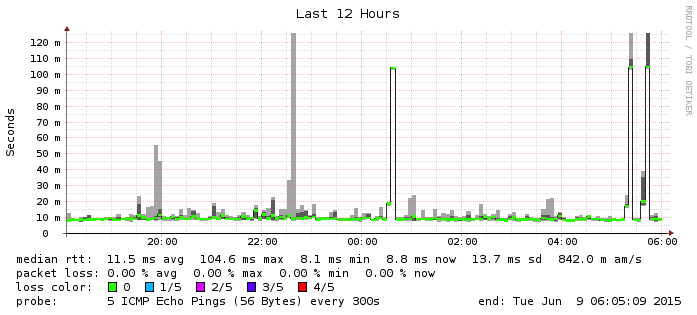 Last 12 Hours
RRDTOOL / TOBI OETIKER
Seconds
120 m
110 m
100 m
90 m
80 m
70 m
60 m
50 m
40 m
30 m
20 m
10 m
0
20:00 22:00 00:00 02:00 04:00 06:00
median rtt: 11.5 ms avg 104.6 ms max 8.1 ms min 8.8 ms now 13.7 ms sd 842.0 m am/s
packet loss: 0.00 % avg 0.00 % max 0.00 % min 0.00 % now
loss color: 0 1/5 2/5 3/5 4/5
probe: 5 ICMP Echo Pings (56 Bytes) every 300s end: Tue Jun 9 06:05:09 2015